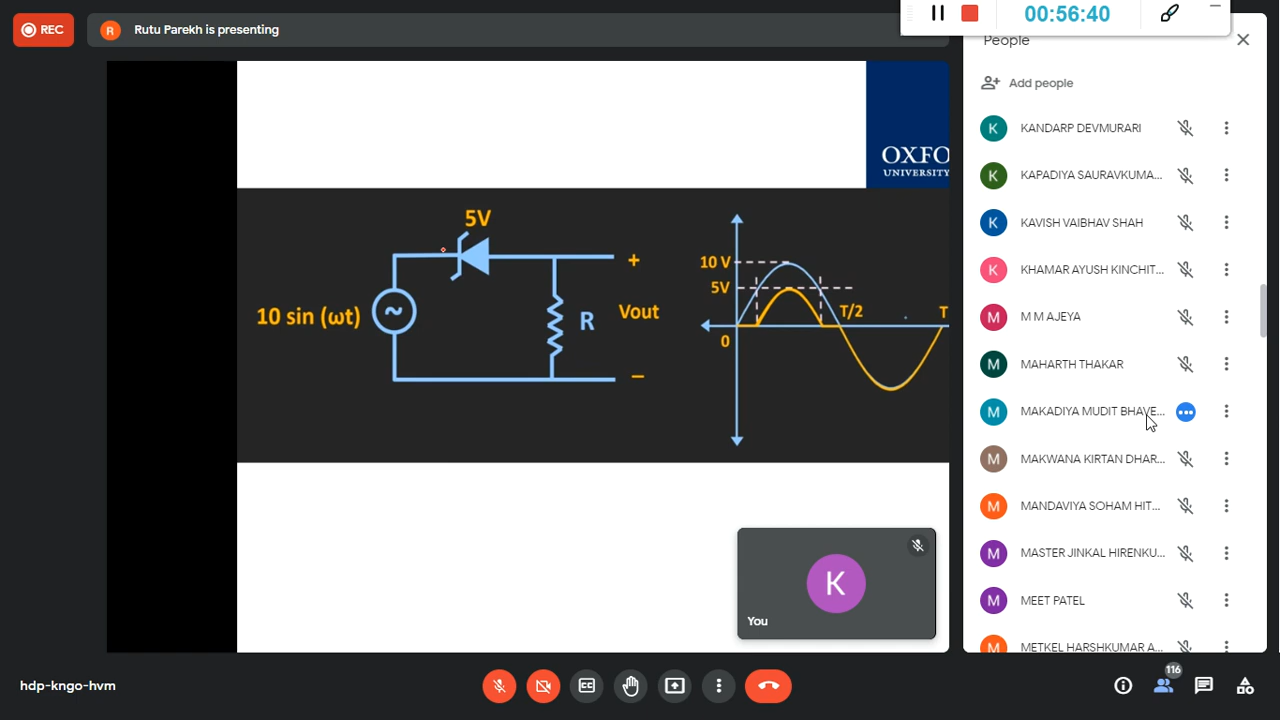 REC
R Rutu Parekh is presenting
00:56:40
People
Add people
K KANDARP DEVMURARI
K KAPADIYA SAURAVKUMA...
K KAVISH VAIBHAV SHAH
K KHAMAR AYUSH KINCHIT...
M M M AJEYA
M MAHARTH THAKAR
M MAKADIYA MUDIT BHAVE...
M MAKWANA KIRTAN DHAR...
M MANDAVIYA SOHAM HIT...
M MASTER JINKAL HIRENKU...
M MEET PATEL
M METKEL HARSHKUMAR A...
OXFO
UNIVERSITY
5V
10 sin (ωt)
R
+
Vout
−
10 V
5V
0
T/2
T
K
You
hdp-kngo-hvm
CC
116